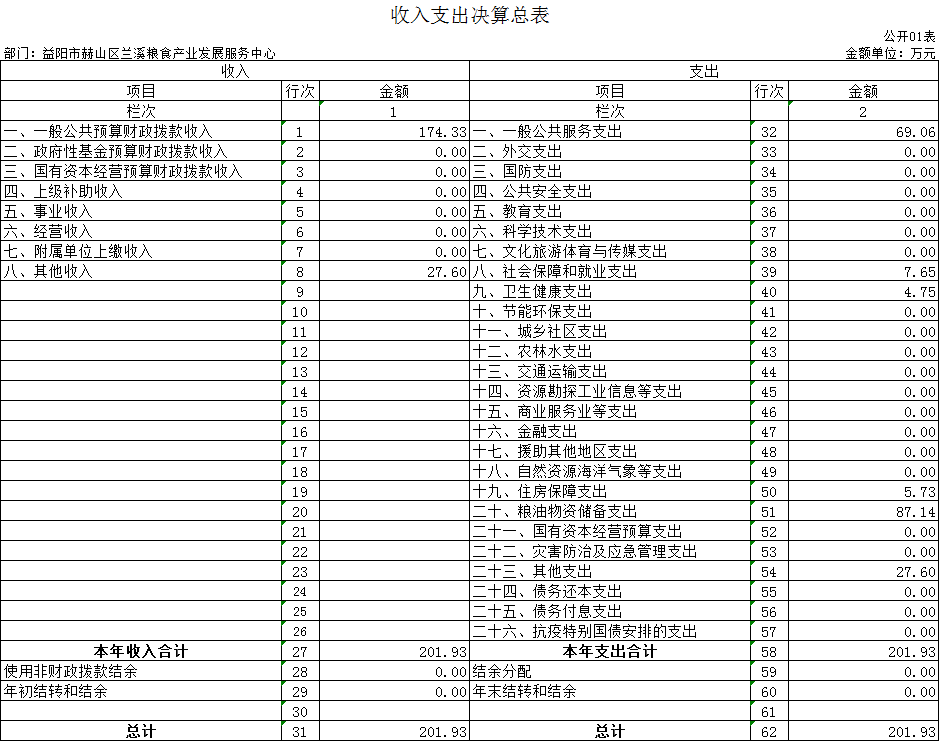 收入支出决算总表
公开01表
部门：益阳市赫山区兰溪粮食产业发展服务中心 金额单位：万元
收入 支出
项目 行次 金额 项目 行次 金额
栏次 1 栏次 2
一、一般公共预算财政拨款收入 1 174.33 一、一般公共服务支出 32 69.06
二、政府性基金预算财政拨款收入 2 0.00 二、外交支出 33 0.00
三、国有资本经营预算财政拨款收入 3 0.00 三、国防支出 34 0.00
四、上级补助收入 4 0.00 四、公共安全支出 35 0.00
五、事业收入 5 0.00 五、教育支出 36 0.00
六、经营收入 6 0.00 六、科学技术支出 37 0.00
七、附属单位上缴收入 7 0.00 七、文化旅游体育与传媒支出 38 0.00
八、其他收入 8 27.60 八、社会保障和就业支出 39 7.65
9 九、卫生健康支出 40 4.75
10 十、节能环保支出 41 0.00
11 十一、城乡社区支出 42 0.00
12 十二、农林水支出 43 0.00
13 十三、交通运输支出 44 0.00
14 十四、资源勘探工业信息等支出 45 0.00
15 十五、商业服务业等支出 46 0.00
16 十六、金融支出 47 0.00
17 十七、援助其他地区支出 48 0.00
18 十八、自然资源海洋气象等支出 49 0.00
19 十九、住房保障支出 50 5.73
20 二十、粮油物资储备支出 51 87.14
21 二十一、国有资本经营预算支出 52 0.00
22 二十二、灾害防治及应急管理支出 53 0.00
23 二十三、其他支出 54 27.60
24 二十四、债务还本支出 55 0.00
25 二十五、债务付息支出 56 0.00
26 二十六、抗疫特别国债安排的支出 57 0.00
本年收入合计 27 201.93 本年支出合计 58 201.93
使用非财政拨款结余 28 0.00 结余分配 59 0.00
年初结转和结余 29 0.00 年末结转和结余 60 0.00
30 61
总计 31 201.93 总计 62 201.93